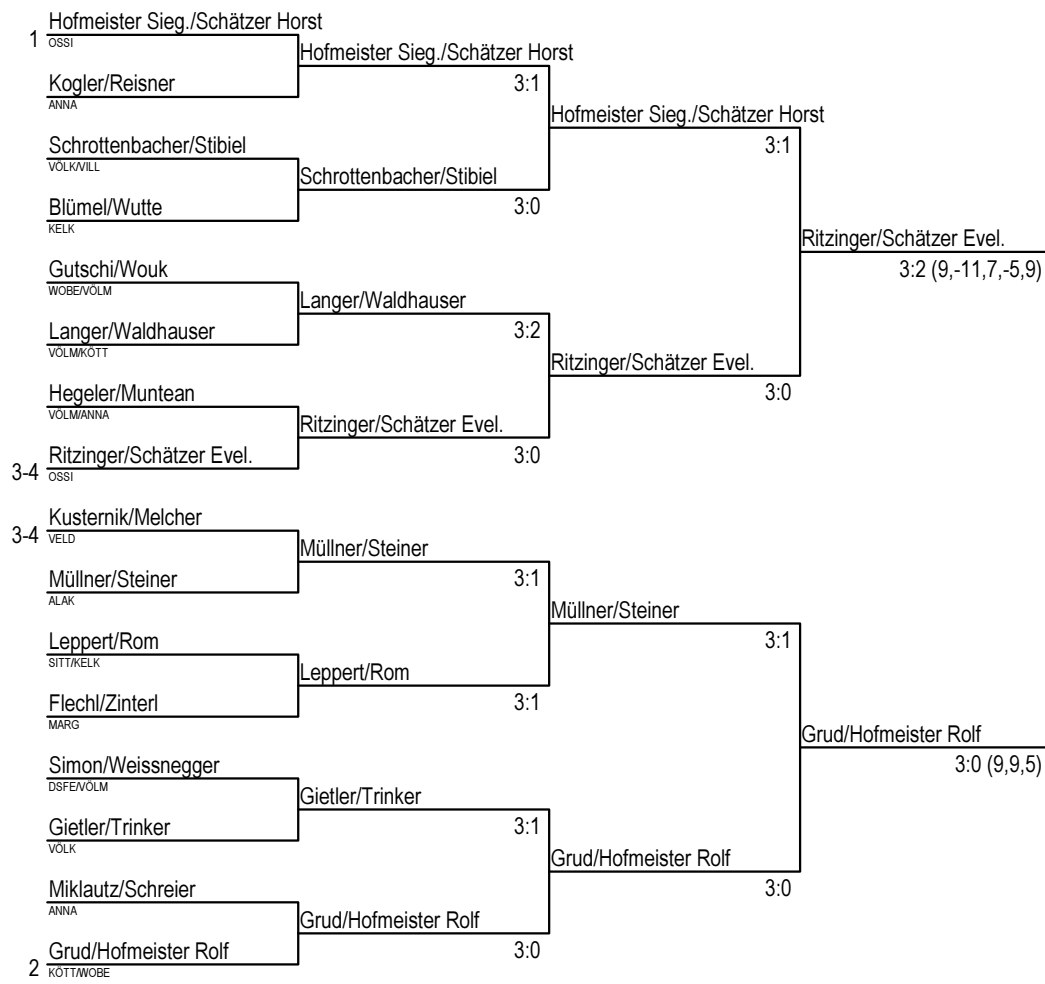 Hofmeister Sieg./Schätzer Horst
1
OSSI
Hofmeister Sieg./Schätzer Horst
Kogler/Reisner
3:1
ANNA
Hofmeister Sieg./Schätzer Horst
Schrottenbacher/Stibiel
3:1
VÖLK/VILL
Schrottenbacher/Stibiel
Blümel/Wutte
3:0
KELK
Ritzinger/Schätzer Evel.
Gutschi/Wouk
3:2 (9,-11,7,-5,9)
WOBE/VÖLM
Langer/Waldhauser
Langer/Waldhauser
3:2
VÖLM/KÖTT
Ritzinger/Schätzer Evel.
Hegeler/Muntean
3:0
VÖLM/ANNA
Ritzinger/Schätzer Evel.
Ritzinger/Schätzer Evel.
3:0
3-4
OSSI
Kusternik/Melcher
3-4
VELD
Müllner/Steiner
Müllner/Steiner
3:1
ALAK
Müllner/Steiner
Leppert/Rom
3:1
SITT/KELK
Leppert/Rom
Flechl/Zinterl
3:1
MARG
Grud/Hofmeister Rolf
Simon/Weissnegger
3:0 (9,9,5)
DSFE/VÖLM
Gietler/Trinker
Gietler/Trinker
3:1
VÖLK
Grud/Hofmeister Rolf
Miklautz/Schreier
3:0
ANNA
Grud/Hofmeister Rolf
Grud/Hofmeister Rolf
3:0
2
KÖTT/WOBE